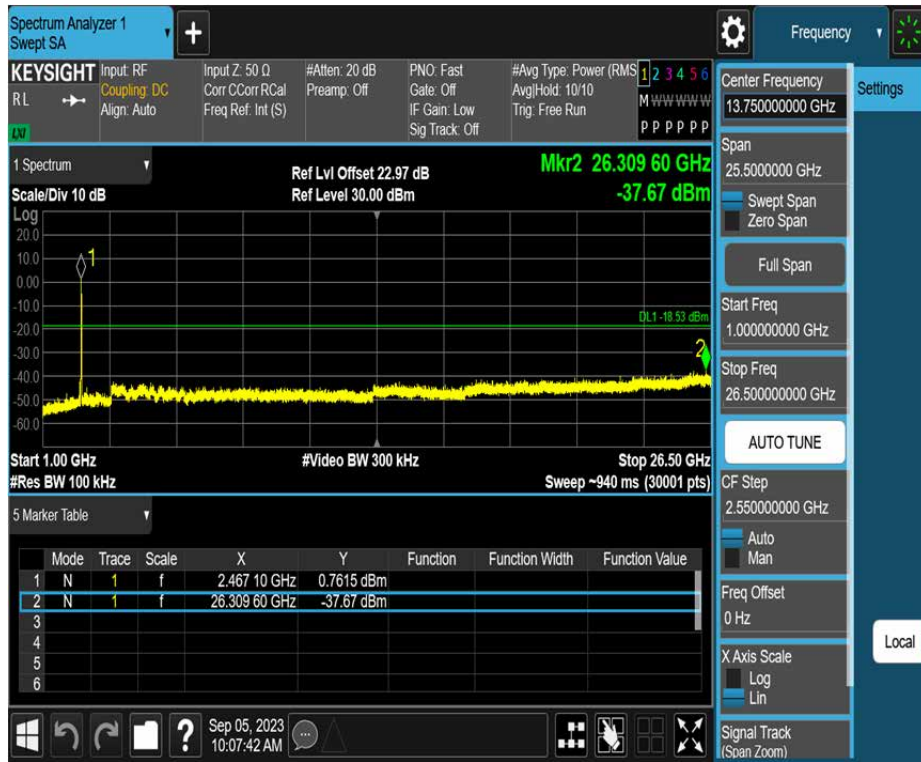 Spectrum Analyzer 1
Swept SA
+
Frequency
KEYSIGHT
RL
LXI
Input: RF
Coupling: DC
Align: Auto
Input Z: 50 Ω
Corr CCorr RCal
Freq Ref: Int (S)
#Atten: 20 dB
Preamp: Off
PNO: Fast
Gate: Off
IF Gain: Low
Sig Track: Off
#Avg Type: Power (RMS
Avg|Hold: 10/10
Trig: Free Run
1 2 3 4 5 6
M W W W W W
P P P P P P
1 Spectrum
Scale/Div 10 dB
Ref Lvl Offset 22.97 dB
Ref Level 30.00 dBm
Mkr2 26.309 60 GHz
-37.67 dBm
Log
20.0
10.0
0.00
-10.0
-20.0
-30.0
-40.0
-50.0
-60.0
1
DL1 -18.53 dBm
2
Start 1.00 GHz
#Video BW 300 kHz
Stop 26.50 GHz
#Res BW 100 kHz
Sweep ~940 ms (30001 pts)
5 Marker Table
Mode Trace Scale X Y Function Function Width Function Value
1 N 1 f 2.467 10 GHz 0.7615 dBm
2 N 1 f 26.309 60 GHz -37.67 dBm
3
4
5
6
?
Sep 05, 2023
10:07:42 AM
Center Frequency
13.750000000 GHz
Span
25.5000000 GHz
Swept Span
Zero Span
Full Span
Start Freq
1.000000000 GHz
Stop Freq
26.500000000 GHz
AUTO TUNE
CF Step
2.550000000 GHz
Auto
Man
Freq Offset
0 Hz
X Axis Scale
Log
Lin
Signal Track
(Span Zoom)
Settings
Local